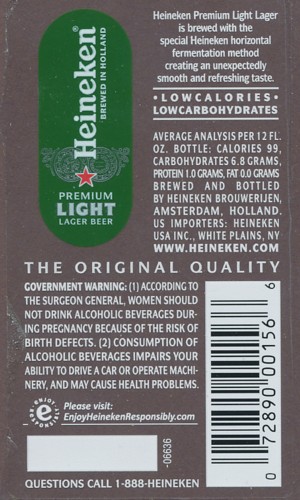 Heineken®
BREWED IN HOLLAND
PREMIUM
LIGHT
LAGER BEER
Heineken Premium Light Lager
is brewed with the
special Heineken horizontal
fermentation method
creating an unexpectedly
smooth and refreshing taste.
•LOWCALORIES•
LOWCARBOHYDRATES
AVERAGE ANALYSIS PER 12 FL.
OZ. BOTTLE: CALORIES 99,
CARBOHYDRATES 6.8 GRAMS,
PROTEIN 1.0 GRAMS, FAT 0.0 GRAMS
BREWED AND BOTTLED
BY HEINEKEN BROUWERIJEN,
AMSTERDAM, HOLLAND.
US IMPORTERS: HEINEKEN
USA INC., WHITE PLAINS, NY
WWW.HEINEKEN.COM
THE ORIGINAL QUALITY
GOVERNMENT WARNING: (1) ACCORDING TO
THE SURGEON GENERAL, WOMEN SHOULD
NOT DRINK ALCOHOLIC BEVERAGES DUR-
ING PREGNANCY BECAUSE OF THE RISK OF
BIRTH DEFECTS. (2) CONSUMPTION OF
ALCOHOLIC BEVERAGES IMPAIRS YOUR
ABILITY TO DRIVE A CAR OR OPERATE MACHI-
NERY, AND MAY CAUSE HEALTH PROBLEMS.
ENJOY
e
RESPONSIBLY
Please visit:
EnjoyHeinekenResponsibly.com
-06636
QUESTIONS CALL 1-888-HEINEKEN
0 72890 00156 6